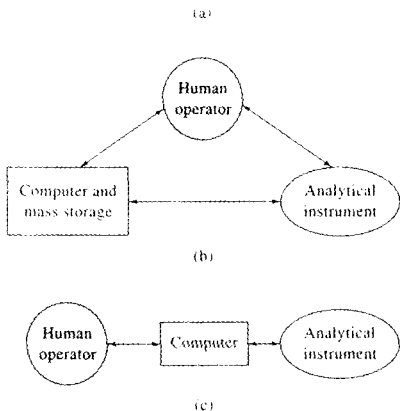 (a)
Human
operator
Computer and
mass storage
Analytical
instrument
(b)
Human
operator
Computer
Analytical
instrument
(c)